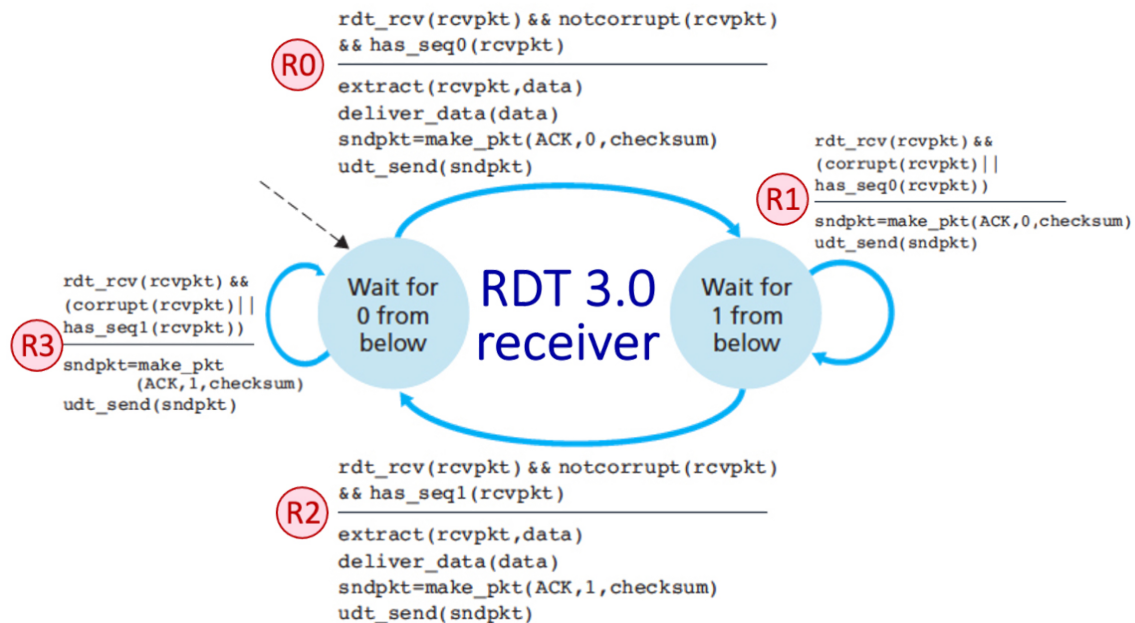 rdt_rcv(rcvpkt) && notcorrupt(rcvpkt)
&& has_seq0(rcvpkt)
R0
extract(rcvpkt,data)
deliver_data(data)
sndpkt=make_pkt(ACK,0,checksum)
udt_send(sndpkt)
rdt_rcv(rcvpkt) &&
(corrupt(rcvpkt)||
has_seq0(rcvpkt))
R1
sndpkt=make_pkt(ACK,0,checksum)
udt_send(sndpkt)
rdt_rcv(rcvpkt) &&
(corrupt(rcvpkt)||
has_seq1(rcvpkt))
R3
sndpkt=make_pkt
(ACK,1,checksum)
udt_send(sndpkt)
Wait for
0 from
below
RDT 3.0
receiver
Wait for
1 from
below
rdt_rcv(rcvpkt) && notcorrupt(rcvpkt)
&& has_seq1(rcvpkt)
R2
extract(rcvpkt,data)
deliver_data(data)
sndpkt=make_pkt(ACK,1,checksum)
udt_send(sndpkt)